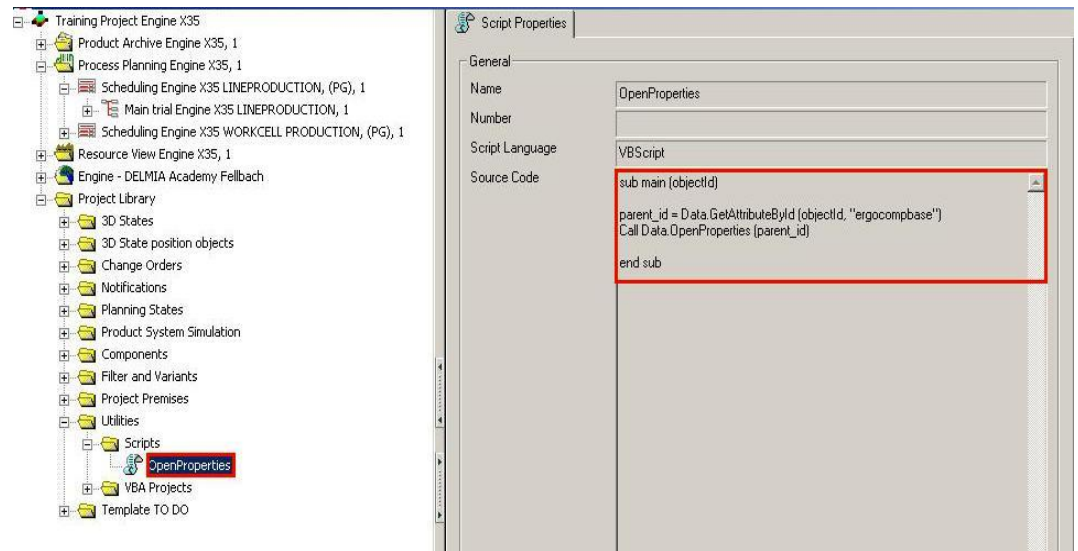 Training Project Engine X35
Product Archive Engine X35, 1
Process Planning Engine X35, 1
Scheduling Engine X35 LINEPRODUCTION, (PG), 1
Main trial Engine X35 LINEPRODUCTION, 1
Scheduling Engine X35 WORKCELL PRODUCTION, (PG), 1
Resource View Engine X35, 1
Engine - DELMIA Academy Fellbach
Project Library
3D States
3D State position objects
Change Orders
Notifications
Planning States
Product System Simulation
Components
Filter and Variants
Project Premises
Utilities
Scripts
OpenProperties
VBA Projects
Template TO DO
Script Properties
General
Name
OpenProperties
Number
Script Language
VBScript
Source Code
sub main (objectId)
parent_id = Data.GetAttributeById (objectId, "ergocompbase")
Call Data.OpenProperties (parent_id)
end sub